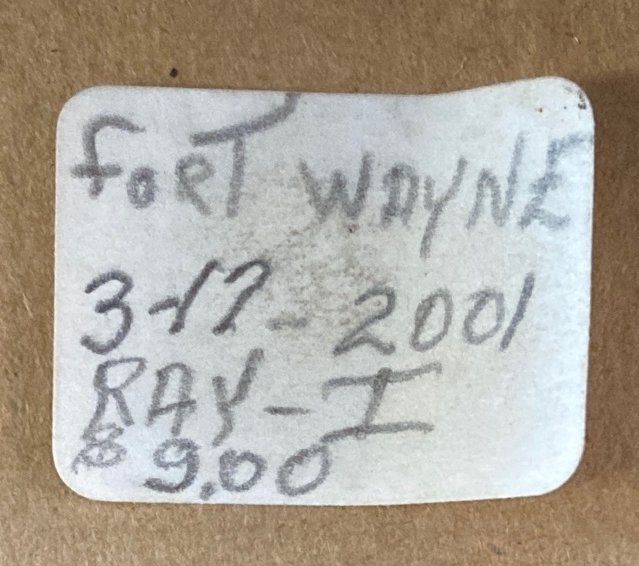 FORT WAYNE
3-17-2001
RAY-I
$9.00